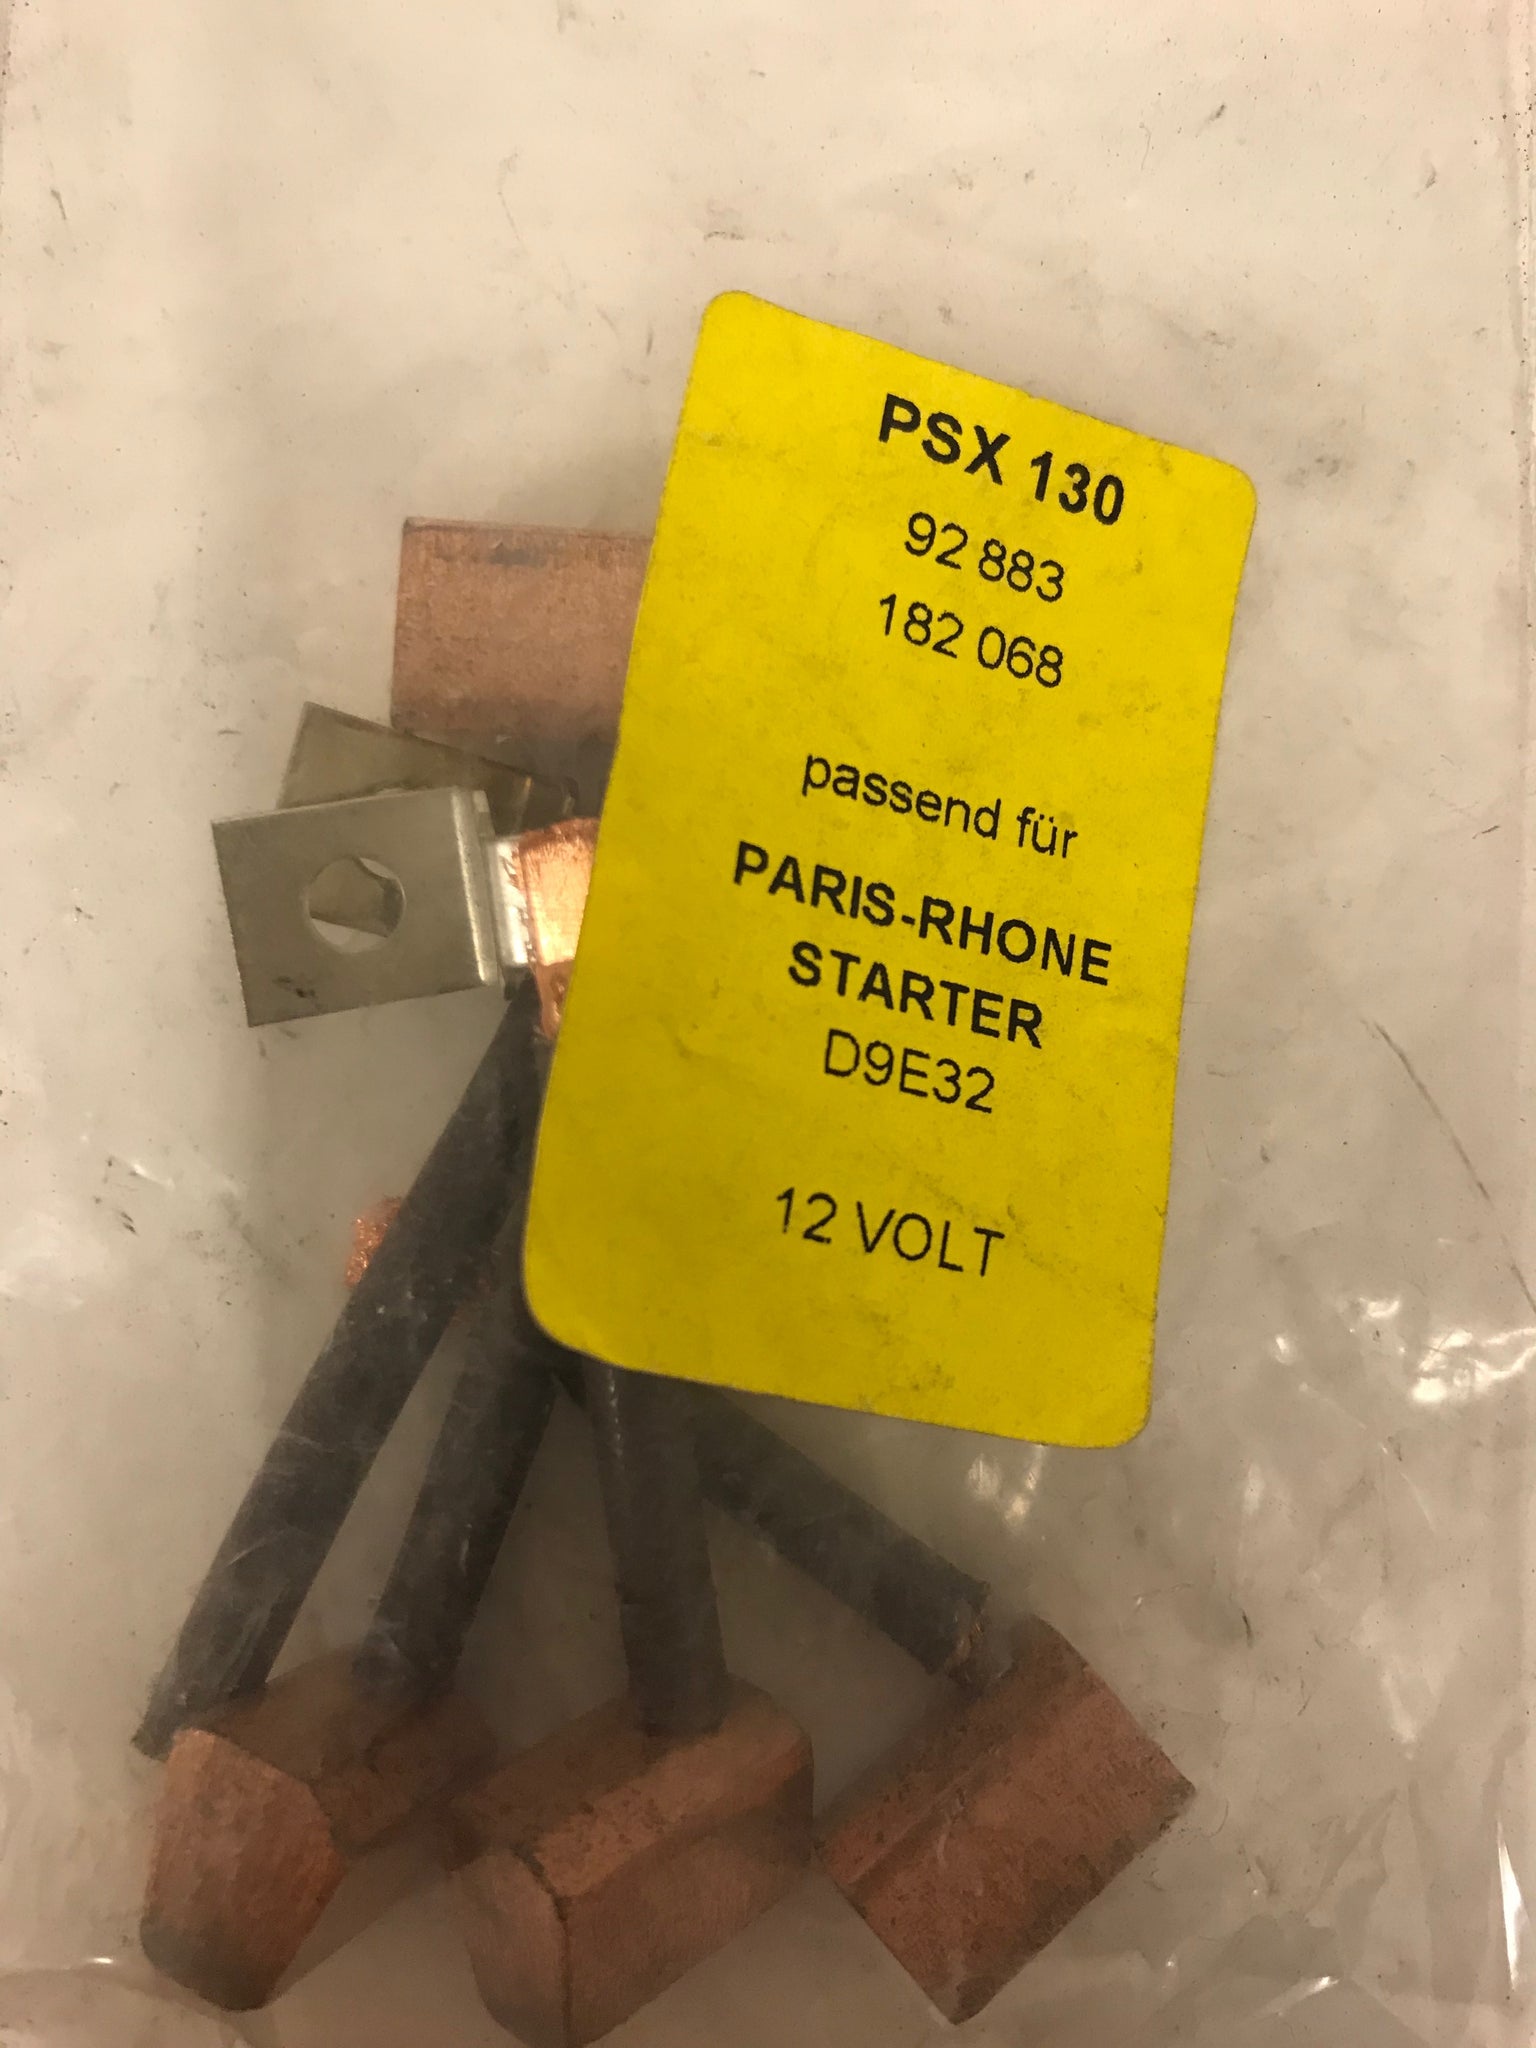 PSX 130
92 883
182 068
passend für
PARIS-RHONE
STARTER
D9E32
12 VOLT